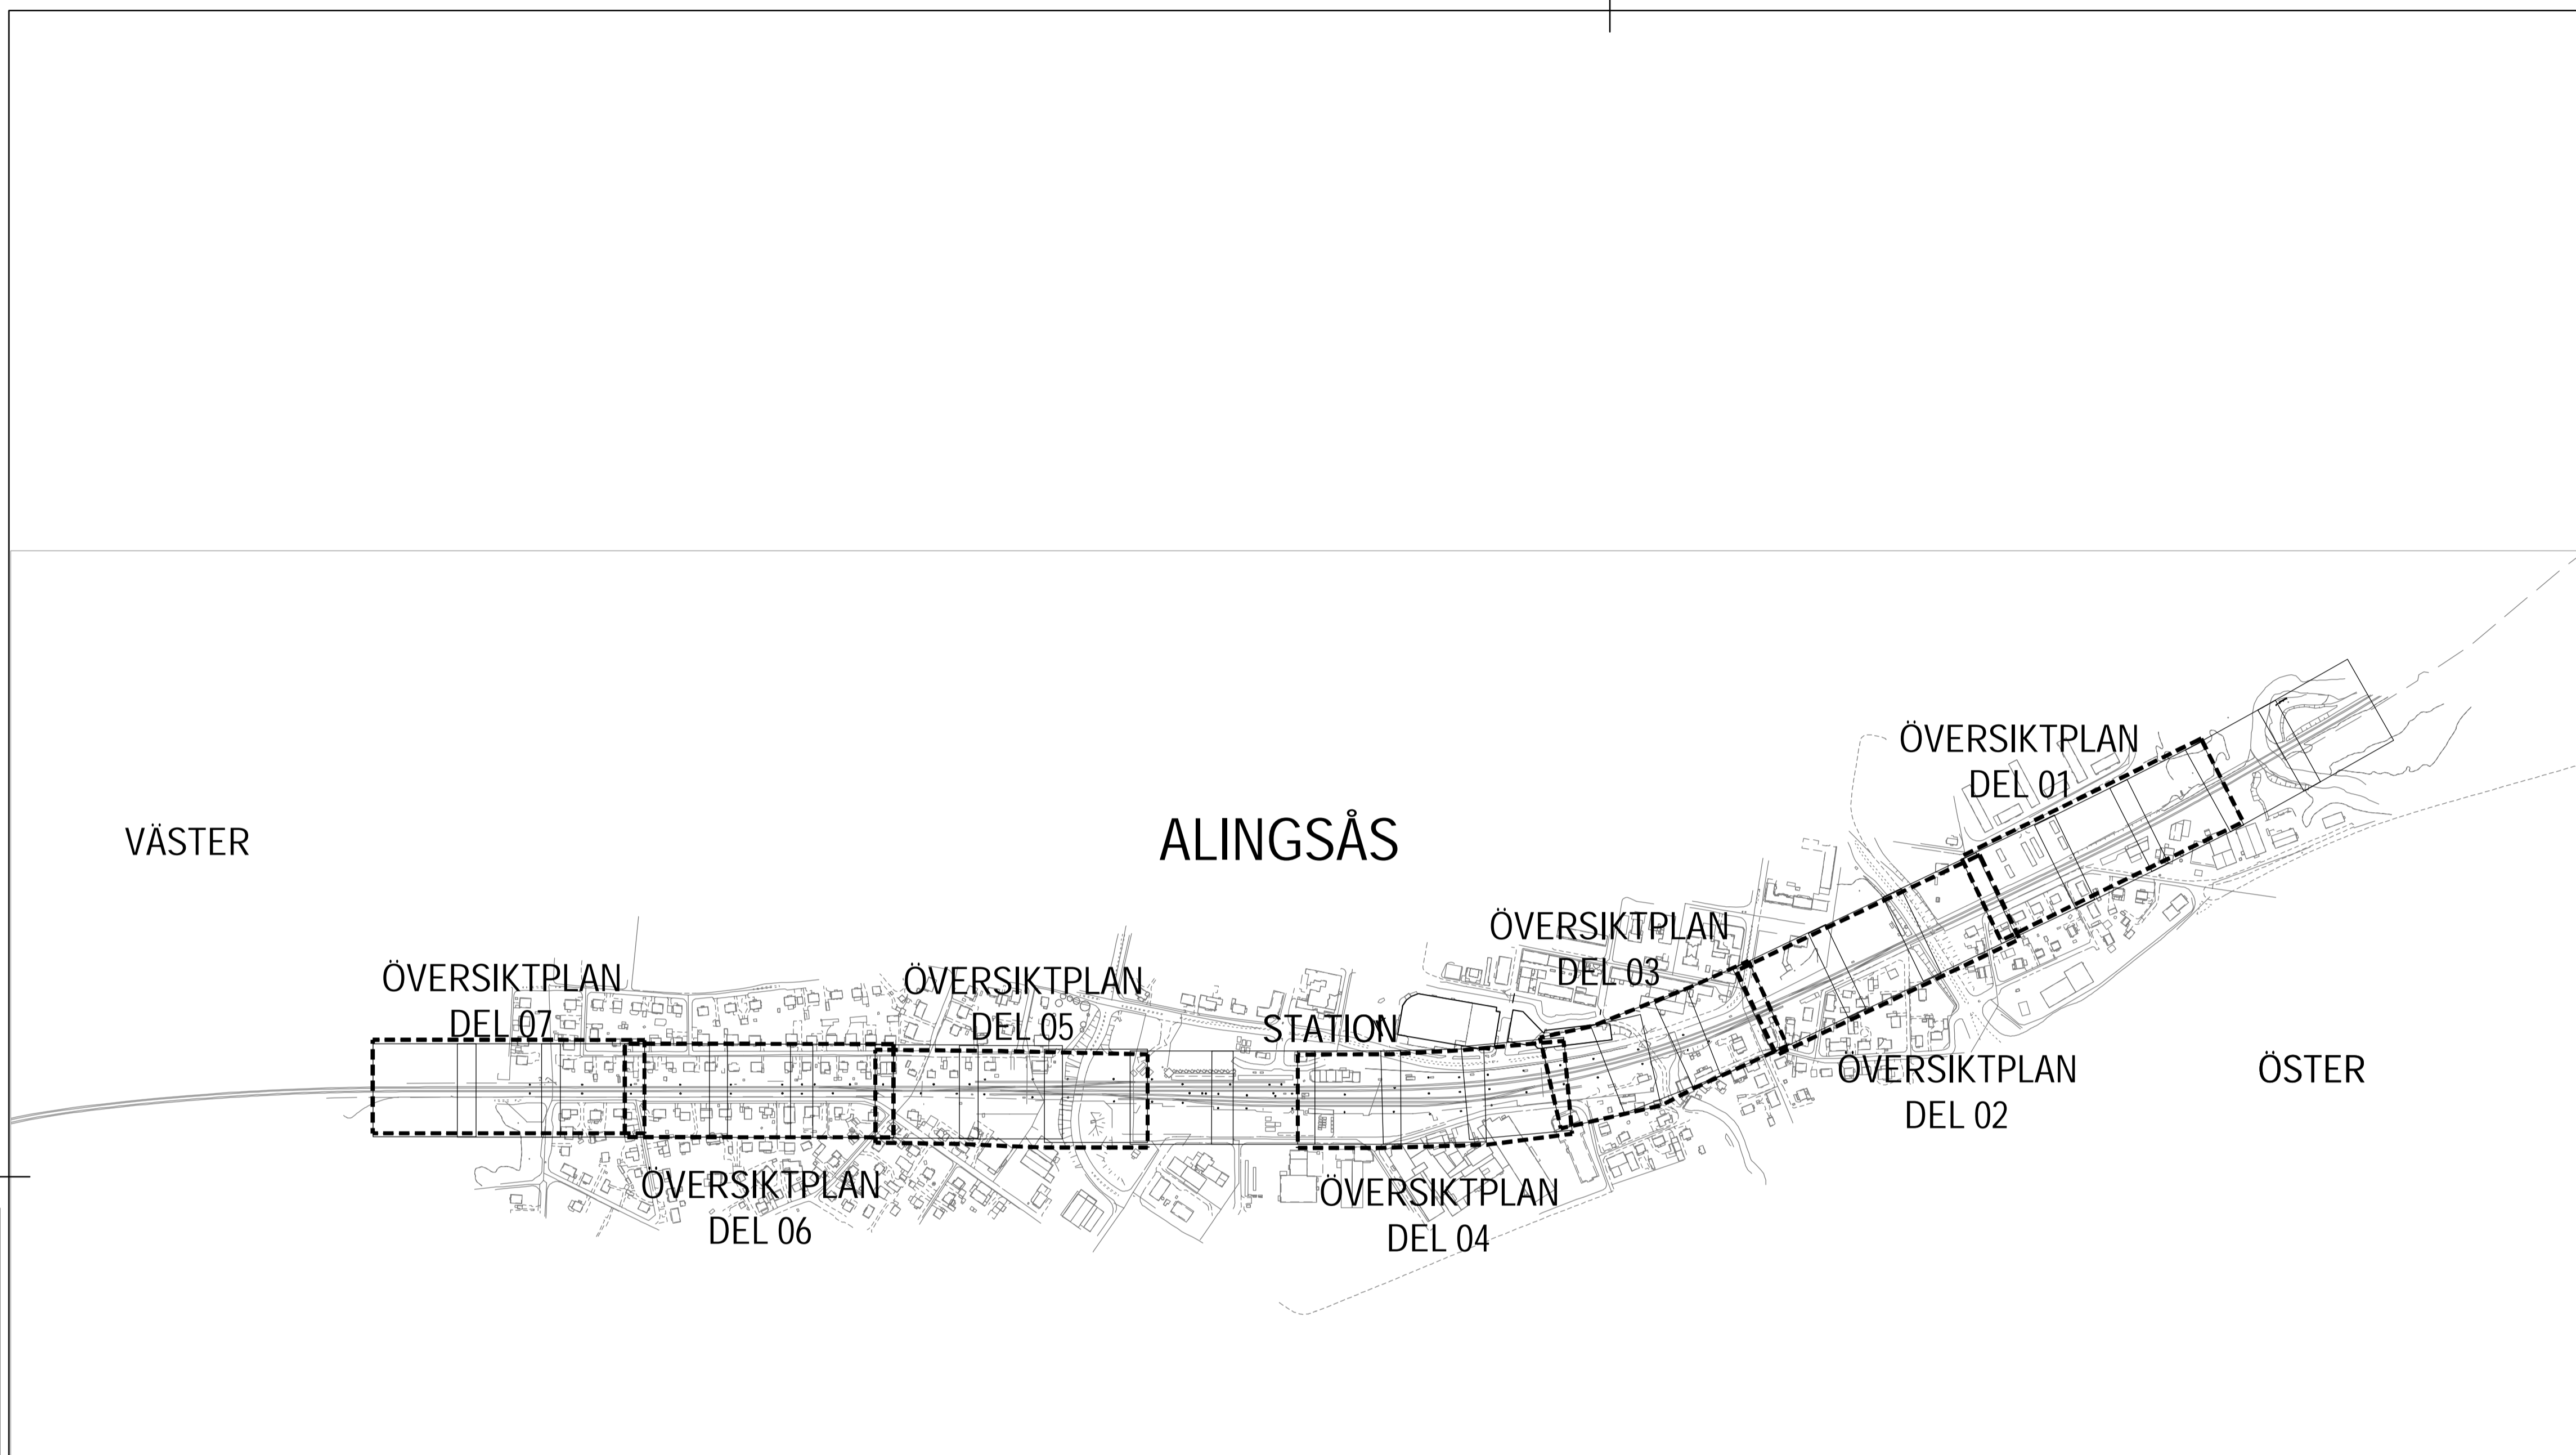 ÖVERSIKTPLAN
DEL 01
VÄSTER
ALINGSÅS
ÖVERSIKTPLAN
DEL 03
ÖVERSIKTPLAN
DEL 07
ÖVERSIKTPLAN
DEL 05
STATION
ÖVERSIKTPLAN
DEL 02
ÖSTER
ÖVERSIKTPLAN
DEL 06
ÖVERSIKTPLAN
DEL 04